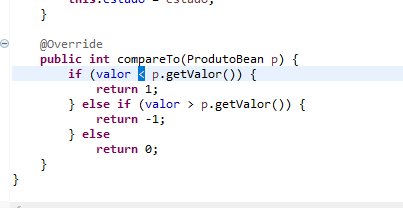 this.estado = estado;
}
@Override
public int compareTo(ProdutoBean p) {
if (valor < p.getValor()) {
return 1;
} else if (valor > p.getValor()) {
return -1;
} else
return 0;
}
}